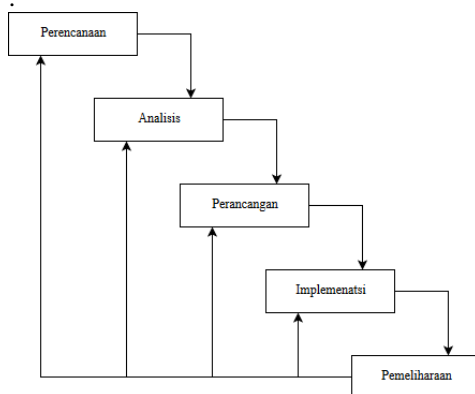 Perencanaan
Analisis
Perancangan
Implemenatsi
Pemeliharaan